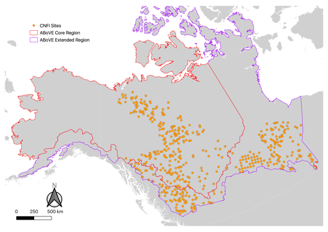 CNFI Sites
ABoVE Core Region
ABoVE Extended Region
N
0 250 500 km